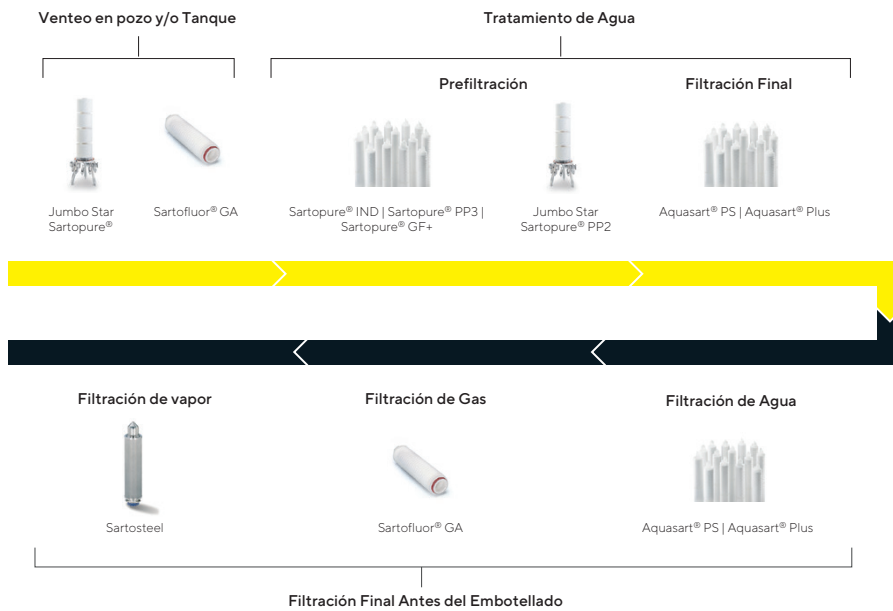 Venteo en pozo y/o Tanque
Tratamiento de Agua
Prefiltración
Filtración Final
Jumbo Star
Sartopure®
Sartofluor® GA
Sartopure® IND | Sartopure® PP3 |
Sartopure® GF+
Jumbo Star
Sartopure® PP2
Aquasart® PS | Aquasart® Plus
Filtración de vapor
Filtración de Gas
Filtración de Agua
Sartosteel
Sartofluor® GA
Aquasart® PS | Aquasart® Plus
Filtración Final Antes del Embotellado